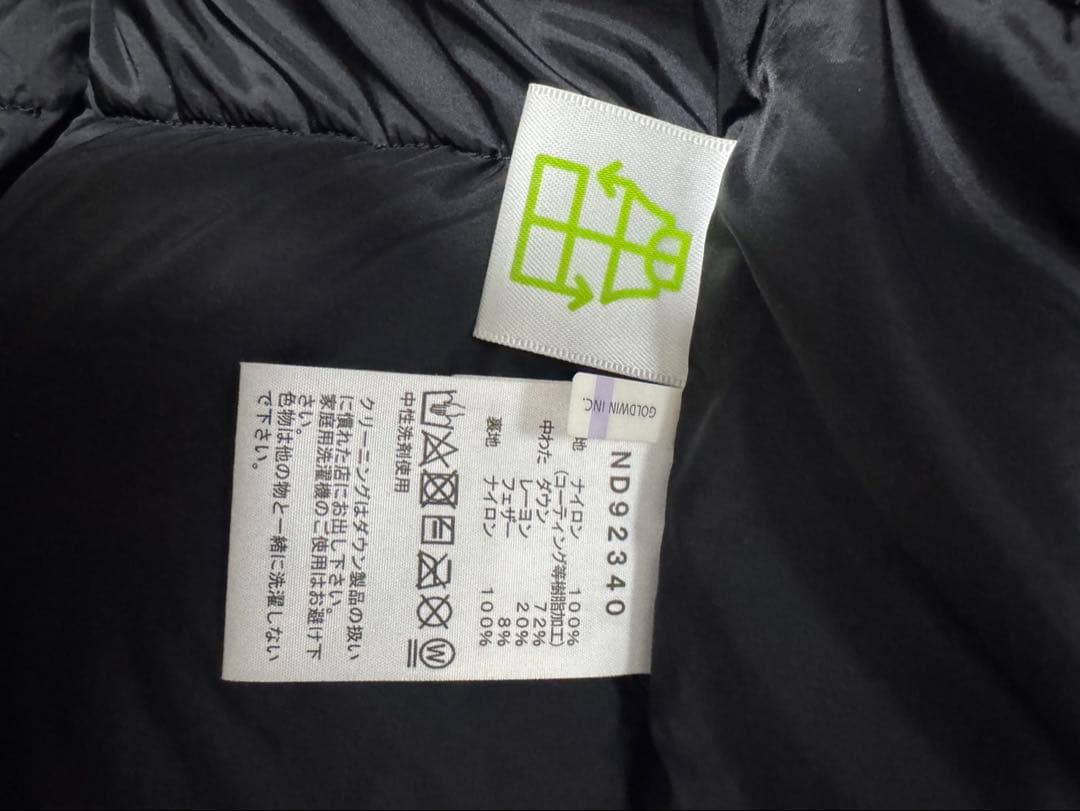 GOLDWIN INC.
ND92340
地 ナイロン 100%
(コーティング等樹脂加工)
中わた ダウン 72%
レーヨン 20%
フェザー 8%
裏地 ナイロン 100%
W
中性洗剤使用
クリーニングはダウン製品の扱い
に慣れた店にお出し下さい。
家庭用洗濯機のご使用はお避け下
さい。
色物は他の物と一緒に洗濯しない
で下さい。